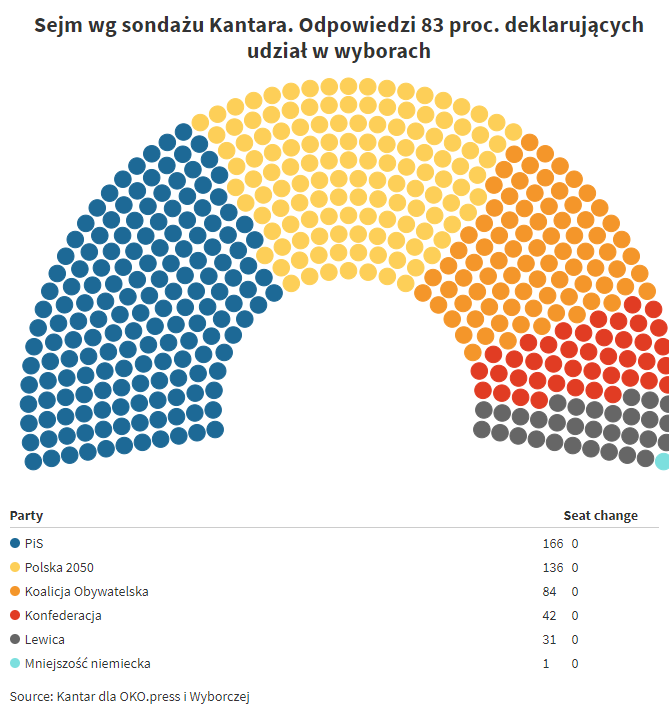 Sejm wg sondażu Kantara. Odpowiedzi 83 proc. deklarujących
udział w wyborach
Party Seat change
PiS 166 0
Polska 2050 136 0
Koalicja Obywatelska 84 0
Konfederacja 42 0
Lewica 31 0
Mniejszość niemiecka 1 0
Source: Kantar dla OKO.press i Wyborczej